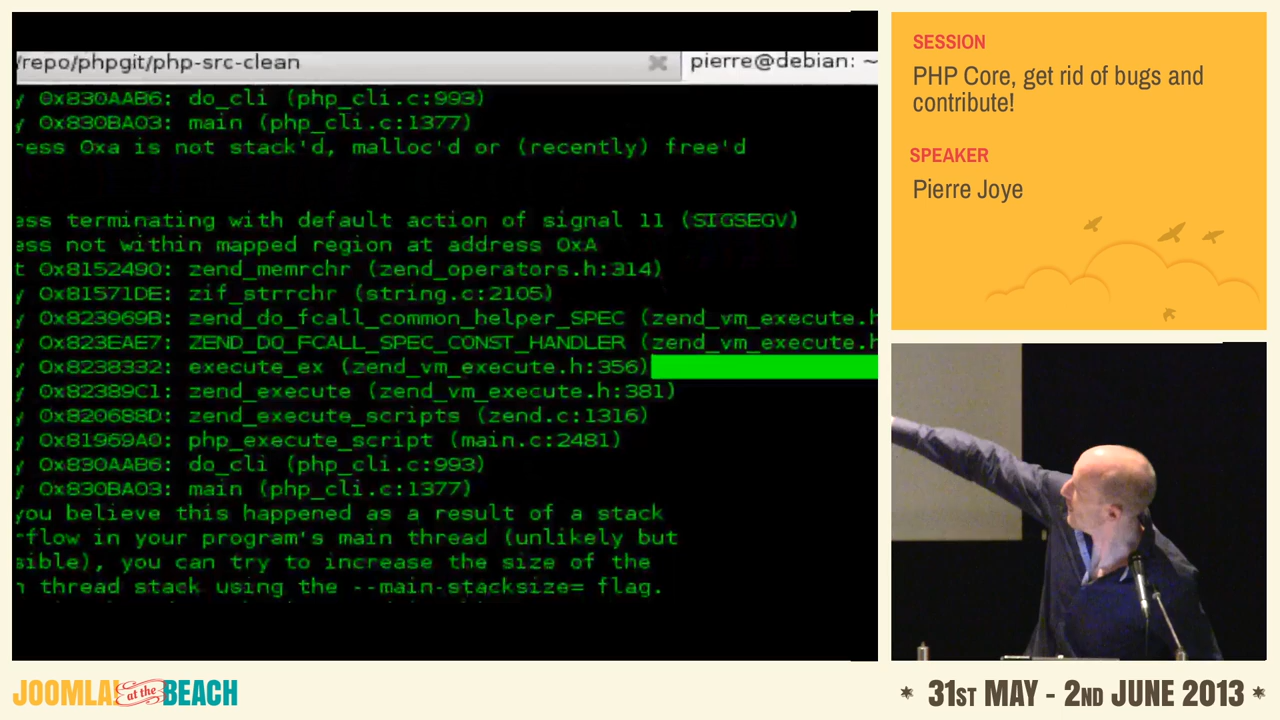 /repo/phpgit/php-src-clean
pierre@debian: ~
y 0x830AAB6: do_cli (php_cli.c:993)
y 0x830BA03: main (php_cli.c:1377)
ress 0xa is not stack'd, malloc'd or (recently) free'd
ess terminating with default action of signal 11 (SIGSEGV)
ess not within mapped region at address 0xA
t 0x8152490: zend_memrchr (zend_operators.h:314)
y 0x81571DE: zif_strrchr (string.c:2105)
y 0x823969B: zend_do_fcall_common_helper_SPEC (zend_vm_execute.h
y 0x823EAE7: ZEND_DO_FCALL_SPEC_CONST_HANDLER (zend_vm_execute.h
y 0x8238332: execute_ex (zend_vm_execute.h:356)
y 0x82389C1: zend_execute (zend_vm_execute.h:381)
y 0x820688D: zend_execute_scripts (zend.c:1316)
y 0x81969A0: php_execute_script (main.c:2481)
y 0x830AAB6: do_cli (php_cli.c:993)
y 0x830BA03: main (php_cli.c:1377)
you believe this happened as a result of a stack
rflow in your program's main thread (unlikely but
sible), you can try to increase the size of the
n thread stack using the --main-stacksize= flag.
SESSION
PHP Core, get rid of bugs and
contribute!
SPEAKER
Pierre Joye
JOOMLA! at the BEACH
* 31ST MAY - 2ND JUNE 2013 *